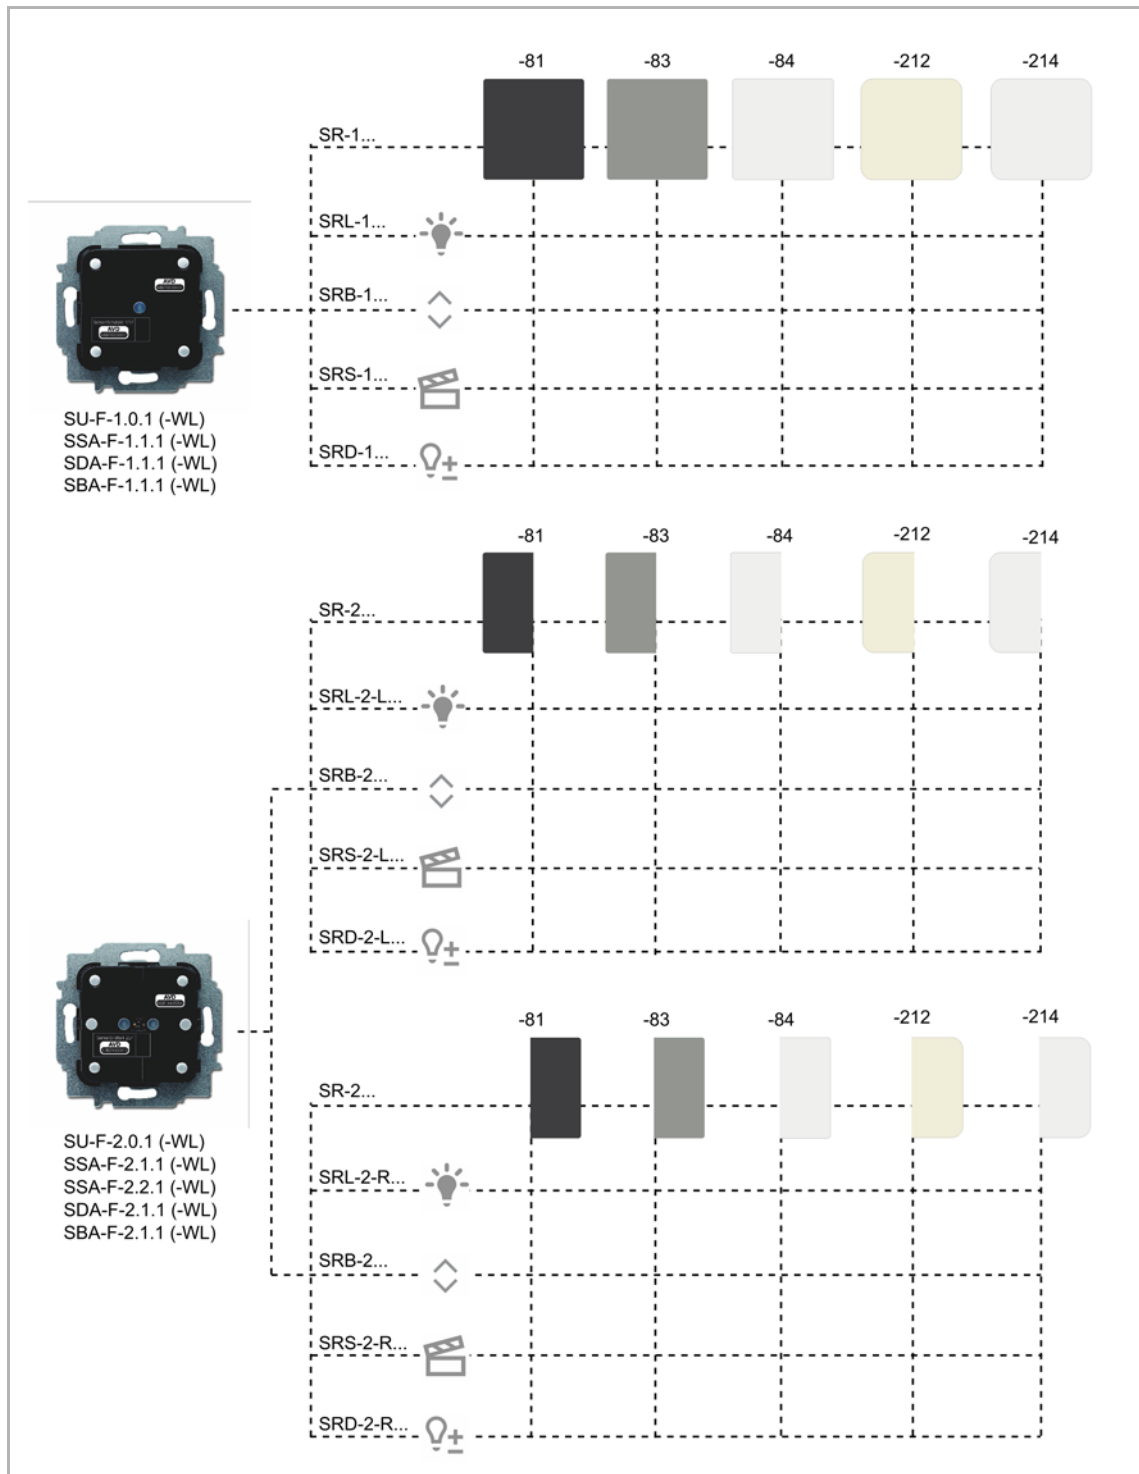 -81 -83 -84 -212 -214
SR-1...
SRL-1...
SRB-1...
SRS-1...
SRD-1...
SU-F-1.0.1 (-WL)
SSA-F-1.1.1 (-WL)
SDA-F-1.1.1 (-WL)
SBA-F-1.1.1 (-WL)
-81 -83 -84 -212 -214
SR-2...
SRL-2-L...
SRB-2...
SRS-2-L...
SRD-2-L...
-81 -83 -84 -212 -214
SR-2...
SRL-2-R...
SRB-2...
SRS-2-R...
SRD-2-R...
SU-F-2.0.1 (-WL)
SSA-F-2.1.1 (-WL)
SSA-F-2.2.1 (-WL)
SDA-F-2.1.1 (-WL)
SBA-F-2.1.1 (-WL)